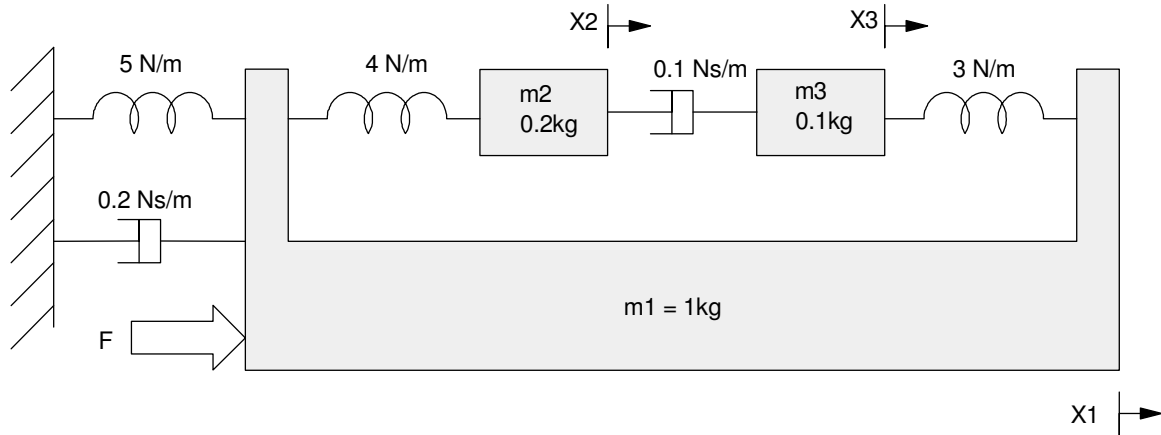 X2
X3
5 N/m
4 N/m
0.1 Ns/m
3 N/m
m2
0.2kg
m3
0.1kg
0.2 Ns/m
m1 = 1kg
F
X1